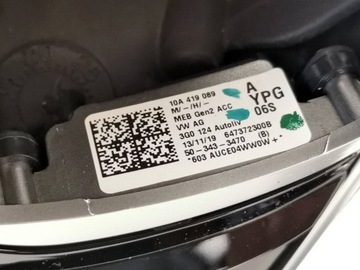 10A 419 089 A
M/-/H/- YPG
MEB Gen2 ACC 06S
VW AG
3G0 124 Autoliv
13/11/19 647372300B
50-343-3470 (B)
*603 AUCE04WW0W+*